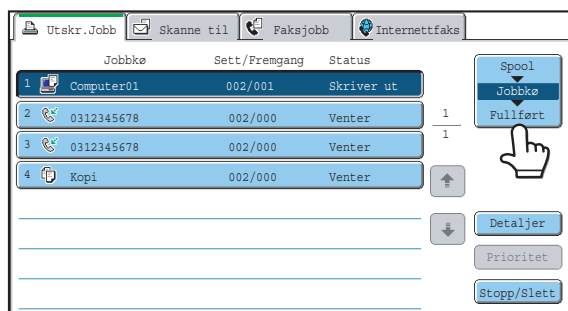 Utskr.Jobb Skanne til Faksjobb Internettfaks
Jobbkø Sett/Fremgang Status
1 Computer01 002/001 Skriver ut
2 0312345678 002/000 Venter
3 0312345678 002/000 Venter
4 Kopi 002/000 Venter
1
1
Spool
Jobbkø
Fullført
Detaljer
Prioritet
Stopp/Slett